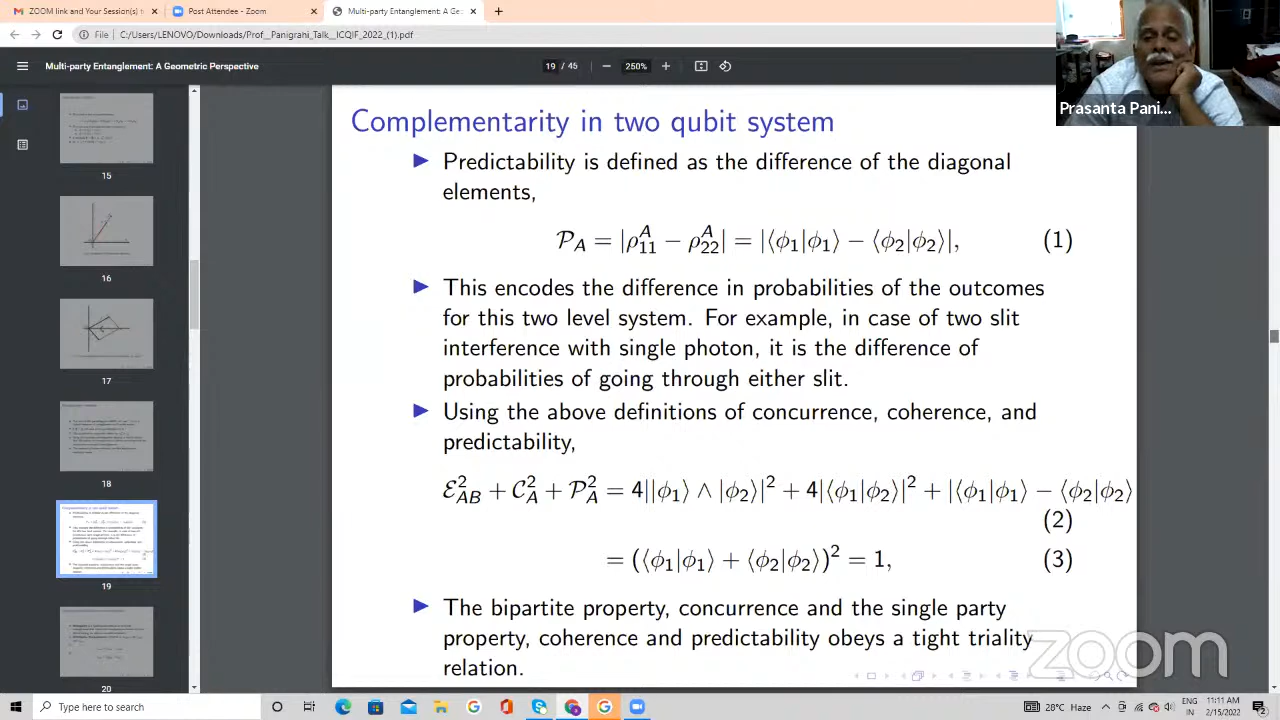 ZOOM link and Your Session(s) t
Post Attendee - Zoom
Multi-party Entanglement: A Ge
File
C:/Users/LENOVO/Downloads/Prof_Panigrahi_Talk_ICQT_2022_(1).pdf
Multi-party Entanglement: A Geometric Perspective
19 / 45
250%
Prasanta Pani...
15
16
17
18
19
20
Complementarity in two qubit system
Predictability is defined as the difference of the diagonal
elements,
𝒫_A = |ρ^A_11 − ρ^A_22| = |⟨ϕ_1|ϕ_1⟩ − ⟨ϕ_2|ϕ_2⟩|, (1)
This encodes the difference in probabilities of the outcomes
for this two level system. For example, in case of two slit
interference with single photon, it is the difference of
probabilities of going through either slit.
Using the above definitions of concurrence, coherence, and
predictability,
ℰ²_AB + 𝒞²_A + 𝒫²_A = 4||ϕ_1⟩ ∧ |ϕ_2⟩|² + 4|⟨ϕ_1|ϕ_2⟩|² + |⟨ϕ_1|ϕ_1⟩ − ⟨ϕ_2|ϕ_2⟩
(2)
= (⟨ϕ_1|ϕ_1⟩ + ⟨ϕ_2|ϕ_2⟩)² = 1, (3)
The bipartite property, concurrence and the single party
property, coherence and predictability obeys a tight triality
relation.
zoom
Type here to search
28°C Haze
ENG
IN
11:11 AM
2/15/2022
2